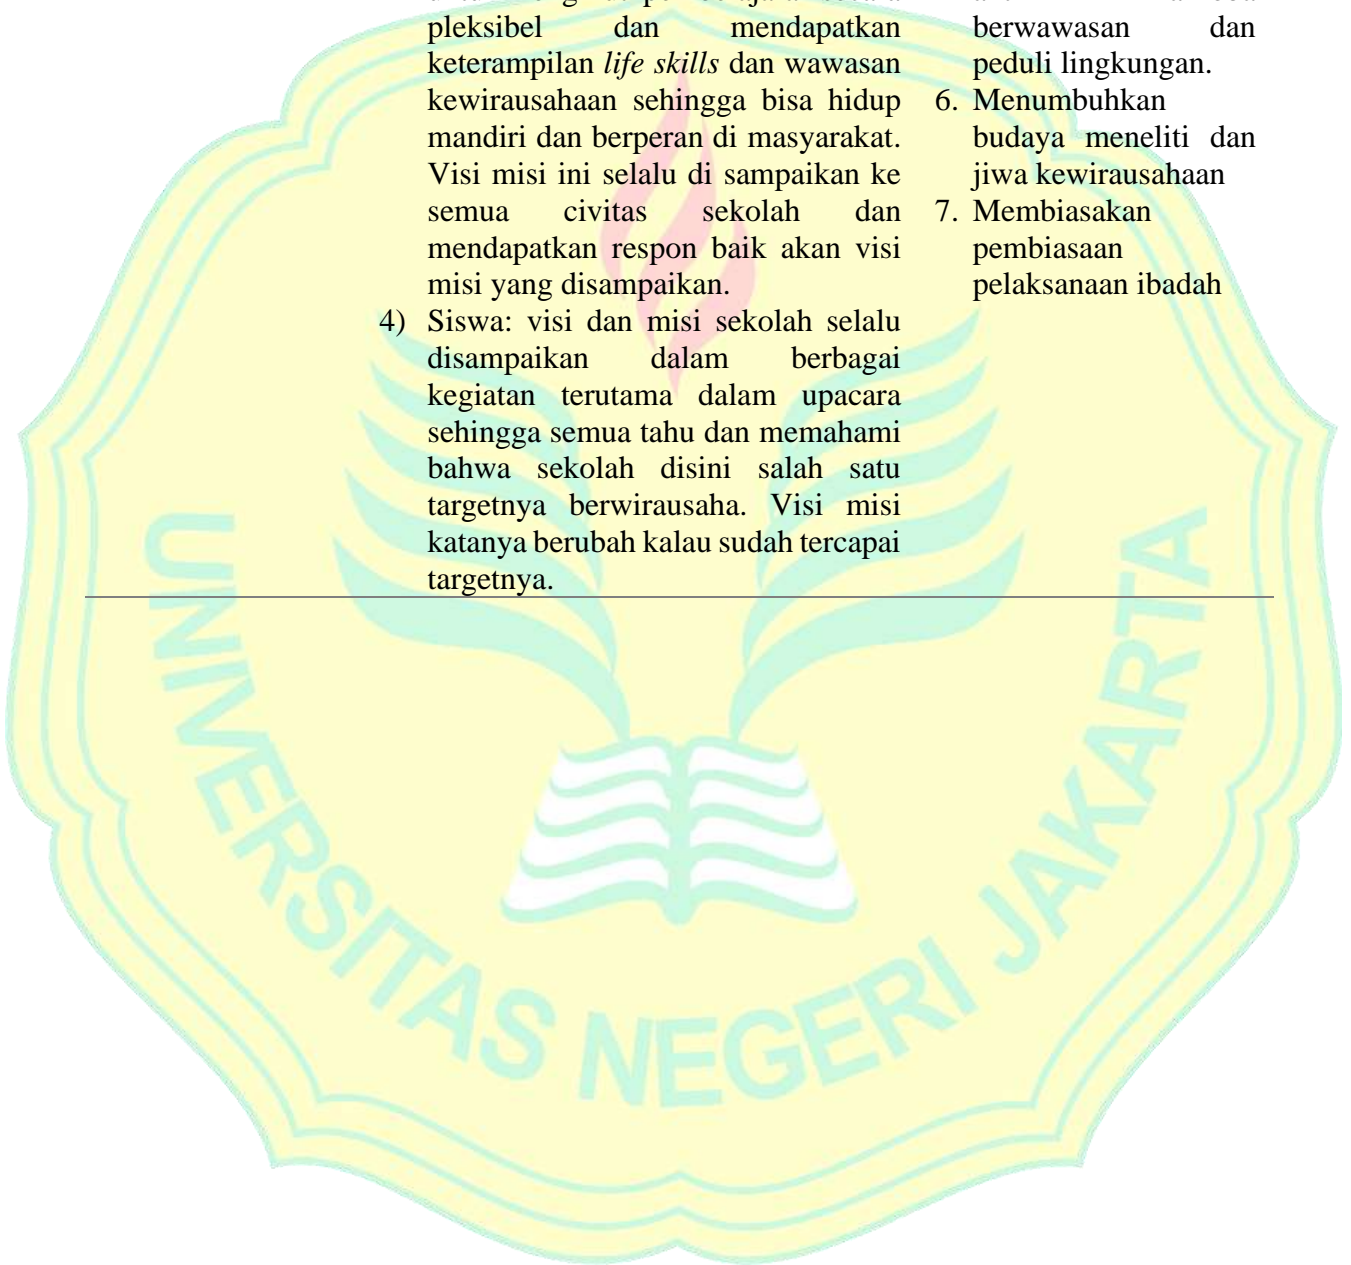 pleksibel dan mendapatkan
keterampilan life skills dan wawasan
kewirausahaan sehingga bisa hidup
mandiri dan berperan di masyarakat.
Visi misi ini selalu di sampaikan ke
semua civitas sekolah dan
mendapatkan respon baik akan visi
misi yang disampaikan.
4) Siswa: visi dan misi sekolah selalu
disampaikan dalam berbagai
kegiatan terutama dalam upacara
sehingga semua tahu dan memahami
bahwa sekolah disini salah satu
targetnya berwirausaha. Visi misi
katanya berubah kalau sudah tercapai
targetnya.
berwawasan dan
peduli lingkungan.
6. Menumbuhkan
budaya meneliti dan
jiwa kewirausahaan
7. Membiasakan
pembiasaan
pelaksanaan ibadah
UNIVERSITAS NEGERI JAKARTA